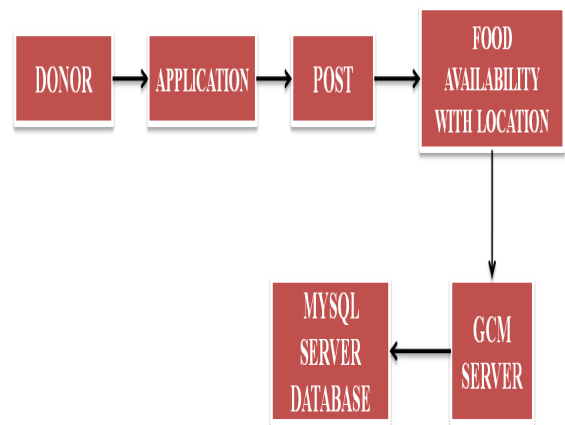 DONOR
APPLICATION
POST
FOOD
AVAILABILITY
WITH LOCATION
MYSQL
SERVER
DATABASE
GCM
SERVER